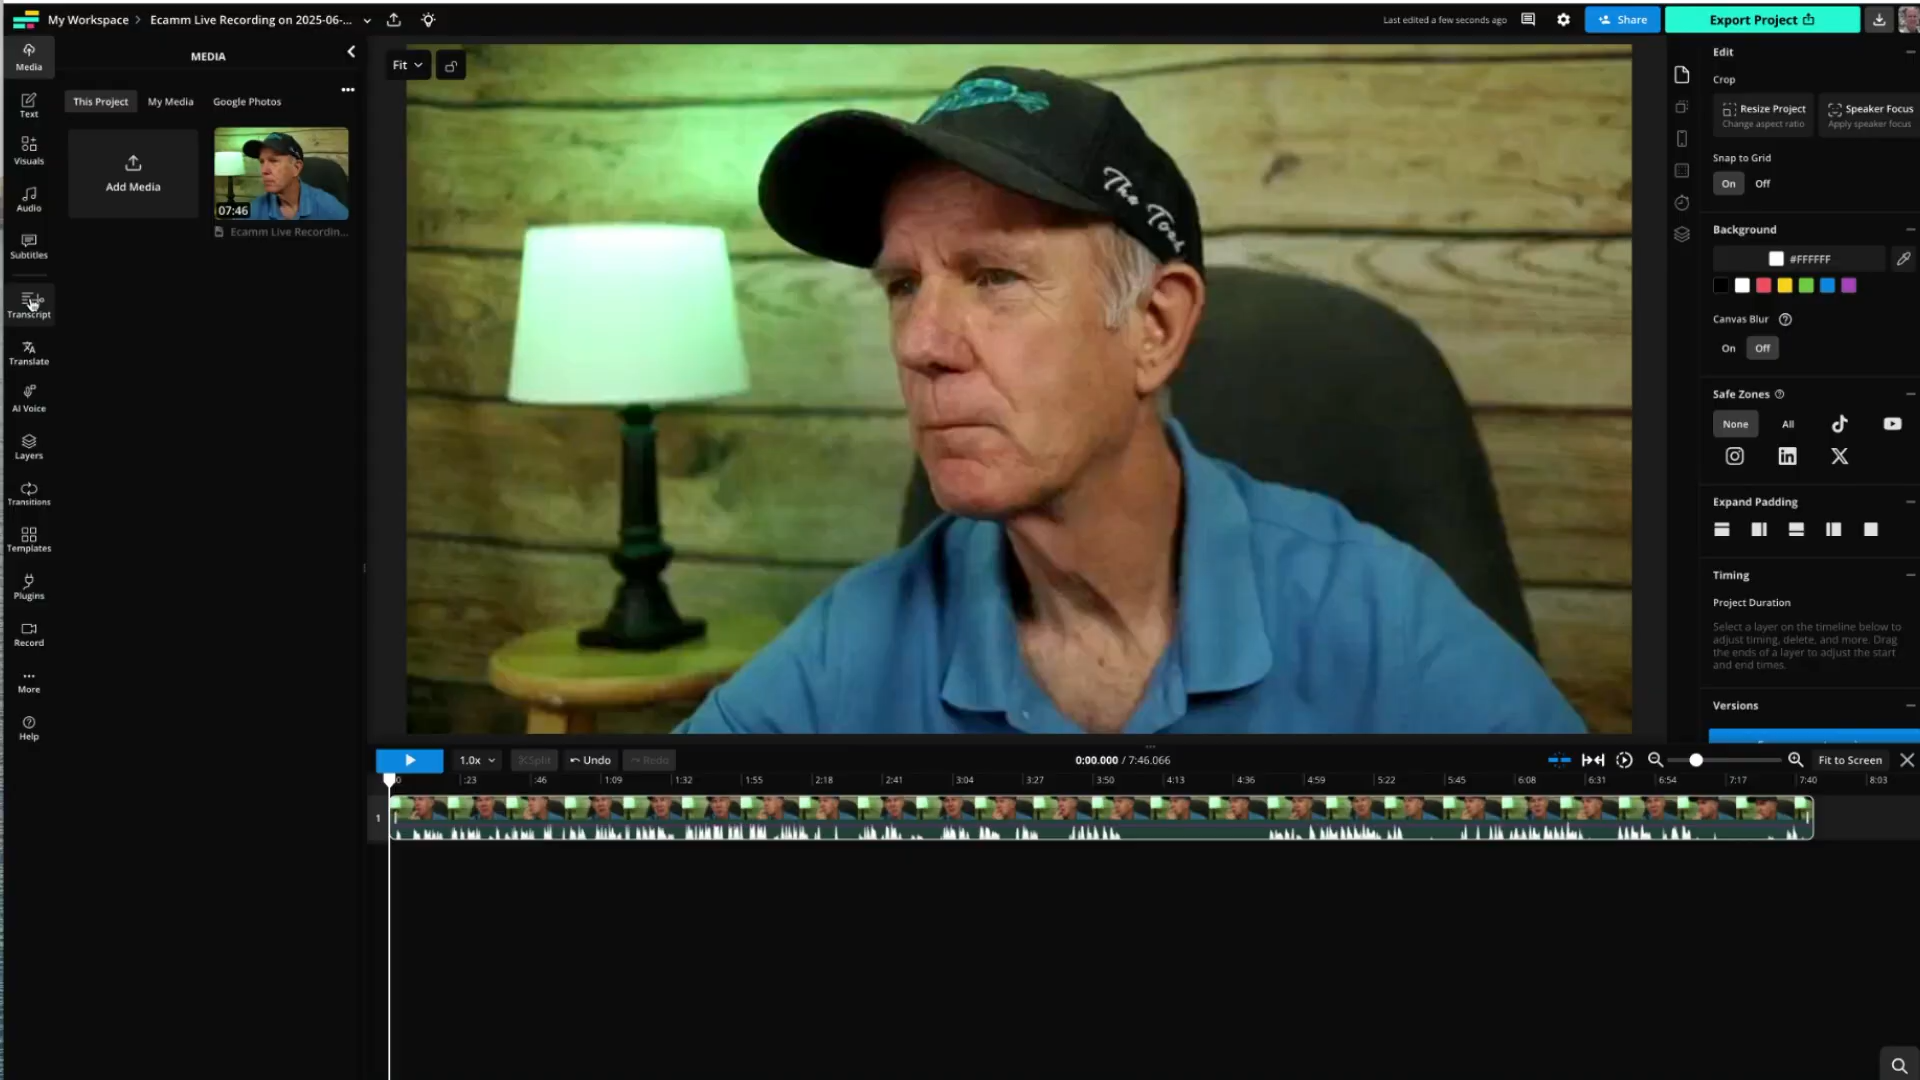 My Workspace > Ecamm Live Recording on 2025-06-...
Last edited a few seconds ago
Share
Export Project
Media
Text
Visuals
Audio
Subtitles
Transcript
Translate
AI Voice
Layers
Transitions
Templates
Plugins
Record
More
Help
MEDIA
This Project
My Media
Google Photos
Add Media
07:46
Ecamm Live Recordin...
Fit
The Tool
Edit
Crop
Resize Project
Change aspect ratio
Speaker Focus
Apply speaker focus
Snap to Grid
On
Off
Background
#FFFFFF
Canvas Blur
On
Off
Safe Zones
None
All
Expand Padding
Timing
Project Duration
Select a layer on the timeline below to
adjust timing, delete, and more. Drag
the ends of a layer to adjust the start
and end times.
Versions
1.0x
Split
Undo
Redo
0:00.000 / 7:46.066
Fit to Screen
0 :23 :46 1:09 1:32 1:55 2:18 2:41 3:04 3:27 3:50 4:13 4:36 4:59 5:22 5:45 6:08 6:31 6:54 7:17 7:40 8:03
1